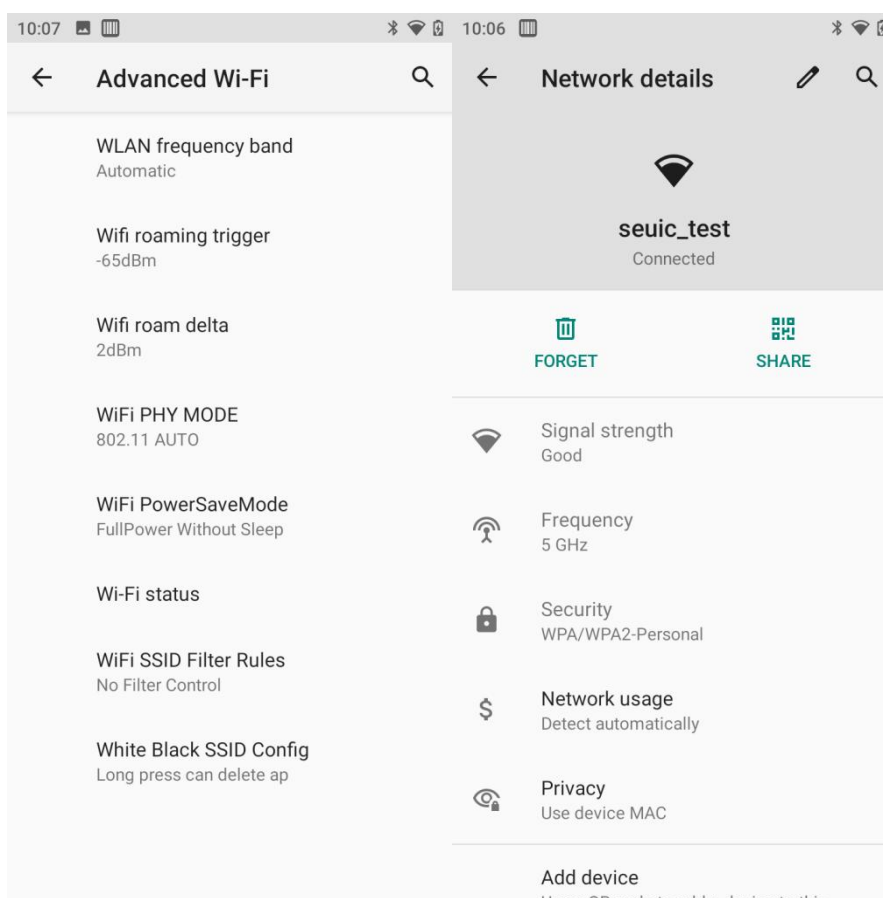 10:07
Advanced Wi-Fi
WLAN frequency band
Automatic
Wifi roaming trigger
-65dBm
Wifi roam delta
2dBm
WiFi PHY MODE
802.11 AUTO
WiFi PowerSaveMode
FullPower Without Sleep
Wi-Fi status
WiFi SSID Filter Rules
No Filter Control
White Black SSID Config
Long press can delete ap
10:06
Network details
seuic_test
Connected
FORGET
SHARE
Signal strength
Good
Frequency
5 GHz
Security
WPA/WPA2-Personal
Network usage
Detect automatically
Privacy
Use device MAC
Add device